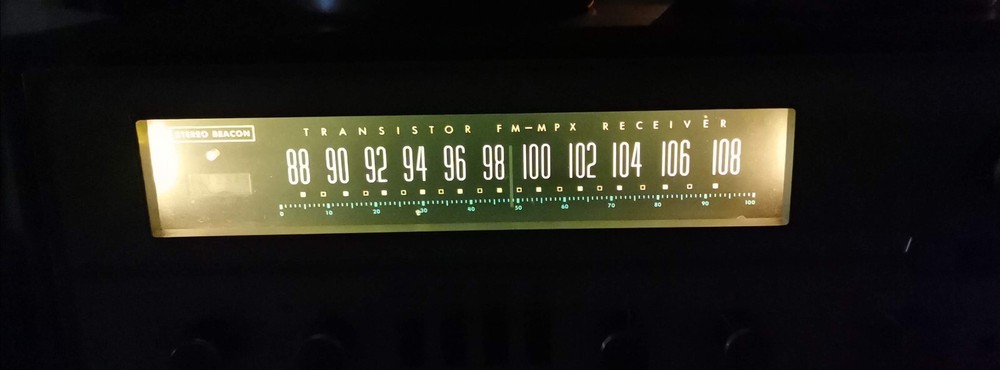 STEREO BEACON
TRANSISTOR FM-MPX RECEIVÈR
88 90 92 94 96 98 100 102 104 106 108
0 10 20 30 40 50 60 70 80 90 100